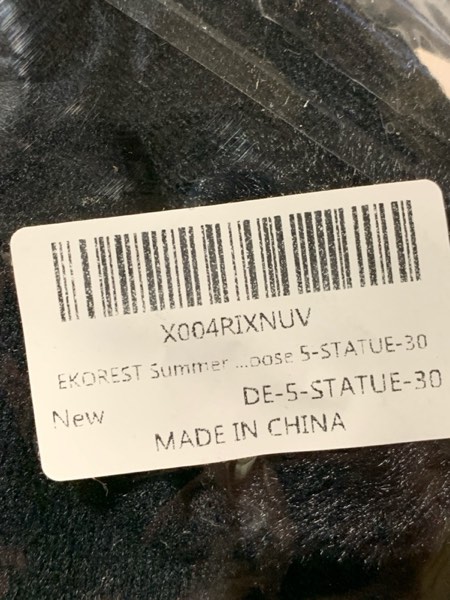 X004RIXNUV
EKOREST Summer ...oose 5-STATUE-30
DE-5-STATUE-30
New
MADE IN CHINA